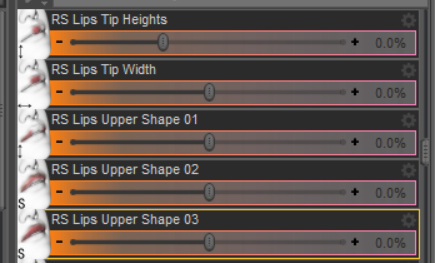 RS Lips Tip Heights
- + 0.0%
RS Lips Tip Width
- + 0.0%
RS Lips Upper Shape 01
- + 0.0%
RS Lips Upper Shape 02
S
- + 0.0%
RS Lips Upper Shape 03
S
- + 0.0%